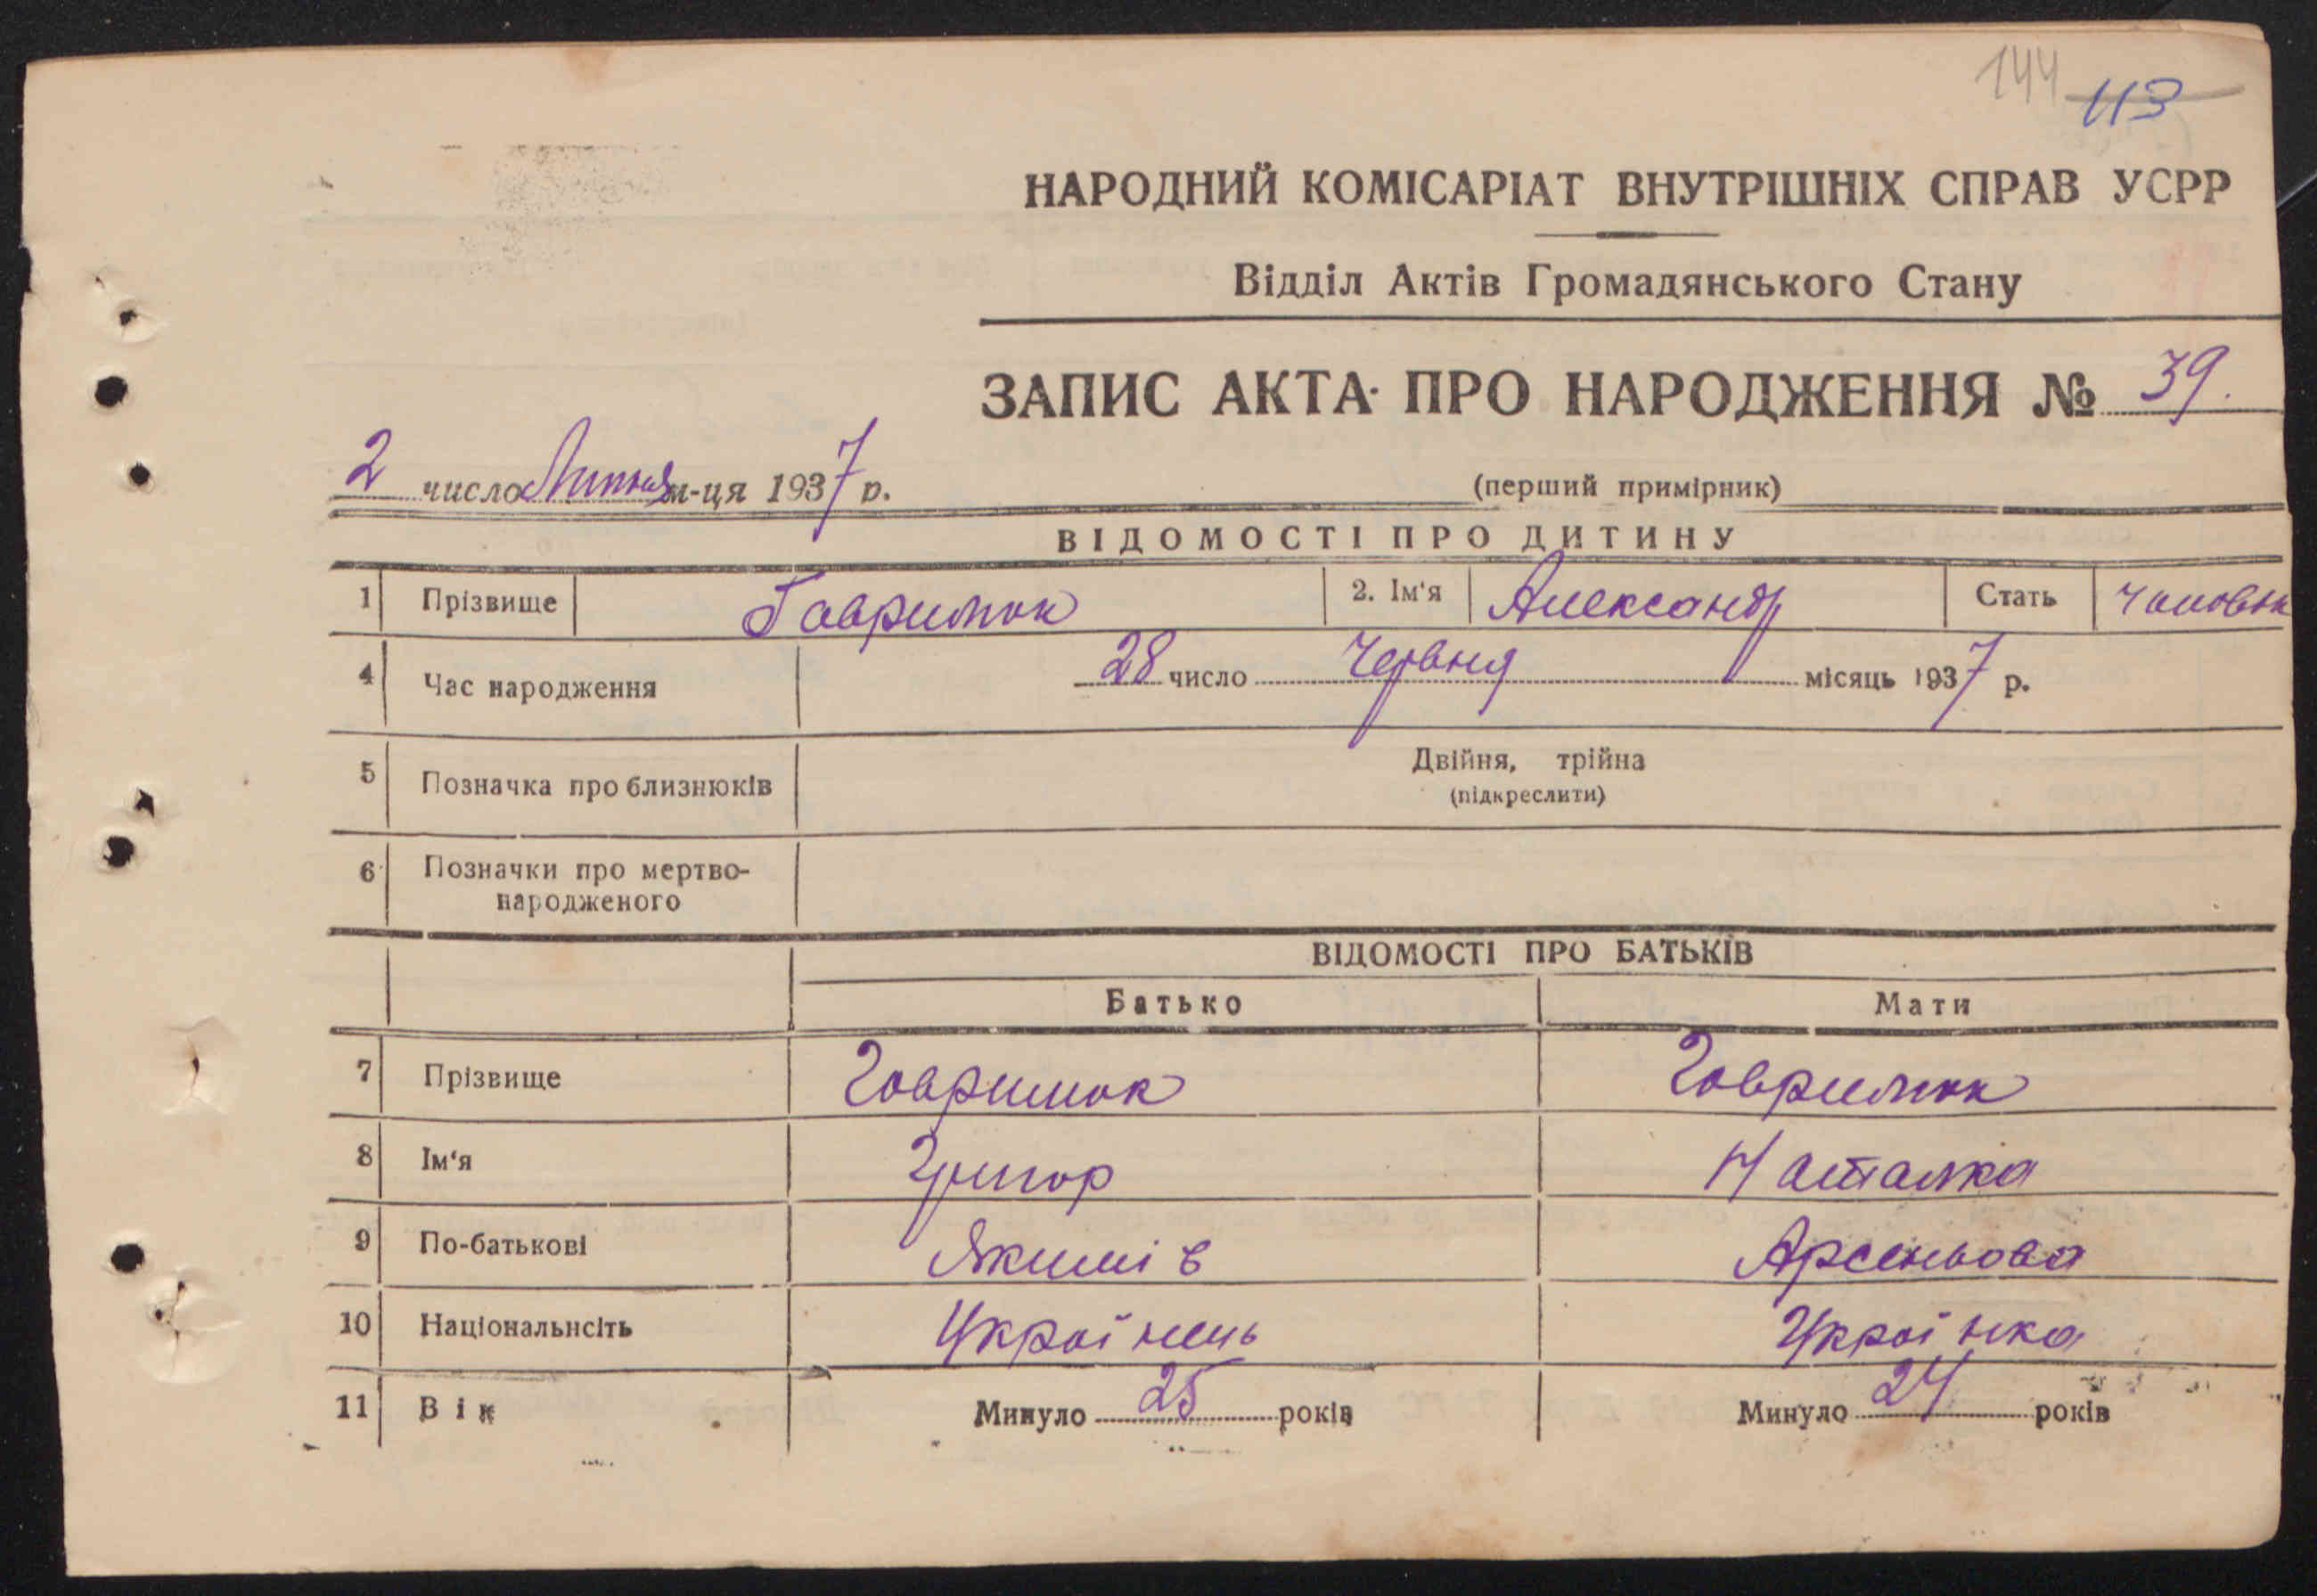 144 113
НАРОДНИЙ КОМІСАРІАТ ВНУТРІШНІХ СПРАВ УСРР
Відділ Актів Громадянського Стану
ЗАПИС АКТА ПРО НАРОДЖЕННЯ № 39.
2 число Липня м-ця 1937 р.
(перший примірник)
ВІДОМОСТІ ПРО ДИТИНУ
1 Прізвище Гаврилюк 2. Ім'я Александр Стать чоловік
4 Час народження 28 число Червня місяць 1937 р.
5 Позначка про близнюків Двійня, трійна
(підкреслити)
6 Позначки про мертво-
народженого
ВІДОМОСТІ ПРО БАТЬКІВ
Батько Мати
7 Прізвище Гаврилюк Гаврилюк
8 Ім'я Григор Наталка
9 По-батькові Якимів Арсеньова
10 Національнсіть Українець Українка
11 Вік Минуло 25 років Минуло 24 років